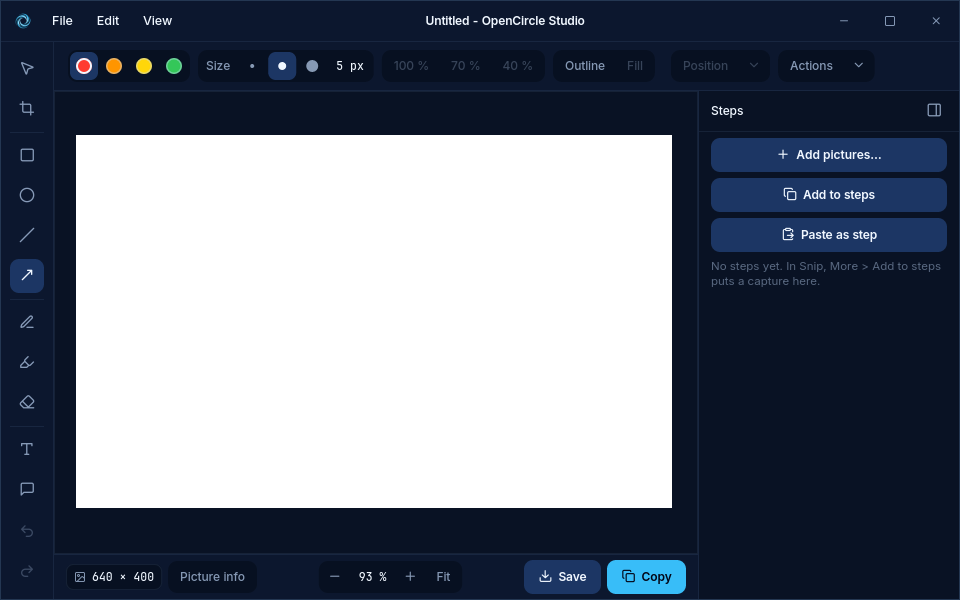 File Edit View Untitled - OpenCircle Studio
Size 5 px 100 % 70 % 40 % Outline Fill Position Actions
Steps
Add pictures...
Add to steps
Paste as step
No steps yet. In Snip, More > Add to steps
puts a capture here.
640 × 400 Picture info 93 % Fit Save Copy